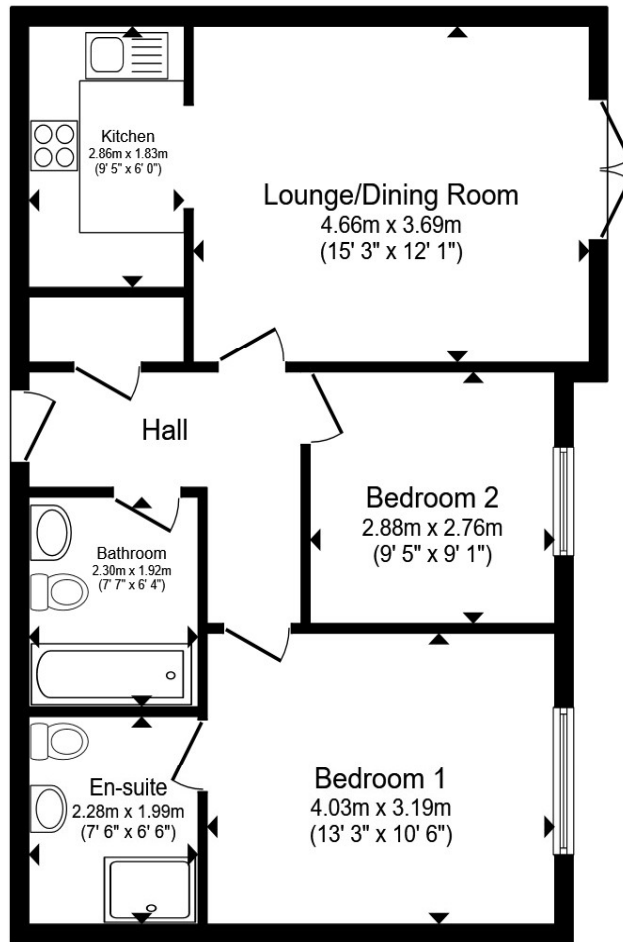 Kitchen
2.86m x 1.83m
(9' 5" x 6' 0")
Lounge/Dining Room
4.66m x 3.69m
(15' 3" x 12' 1")
Hall
Bedroom 2
2.88m x 2.76m
(9' 5" x 9' 1")
Bathroom
2.30m x 1.92m
(7' 7" x 6' 4")
En-suite
2.28m x 1.99m
(7' 6" x 6' 6")
Bedroom 1
4.03m x 3.19m
(13' 3" x 10' 6")